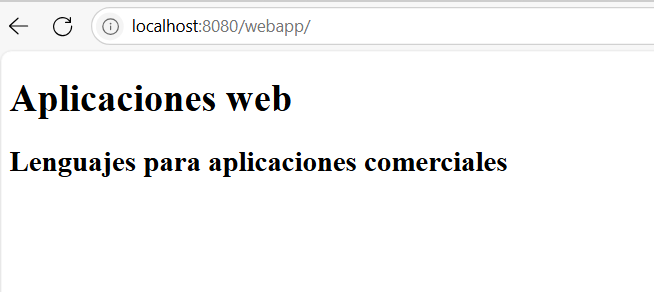 localhost:8080/webapp/
Aplicaciones web
Lenguajes para aplicaciones comerciales